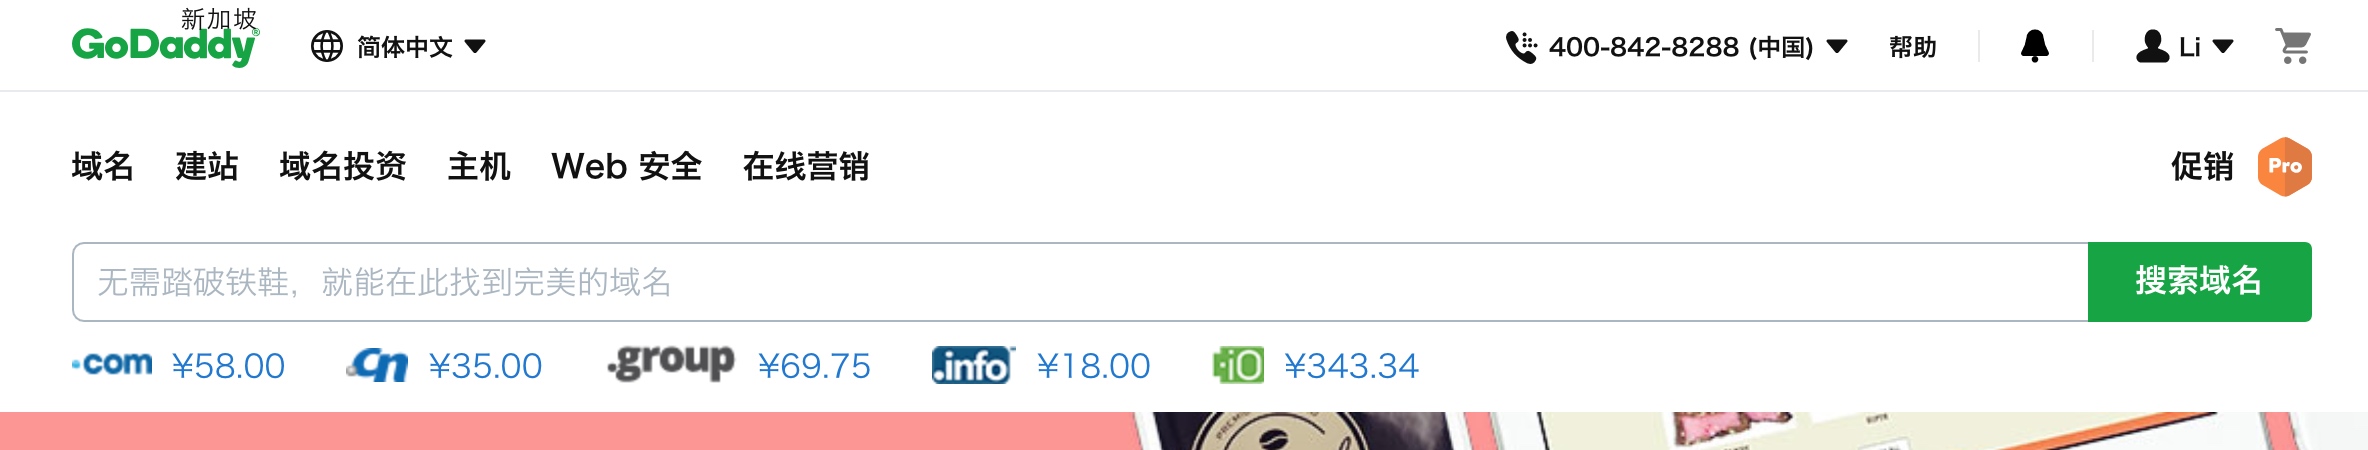 新加坡
GoDaddy®
简体中文
400-842-8288 (中国)
帮助
Li
域名 建站 域名投资 主机 Web 安全 在线营销
促销 Pro
无需踏破铁鞋，就能在此找到完美的域名
搜索域名
.com ¥58.00 .cn ¥35.00 .group ¥69.75 .info ¥18.00 .iO ¥343.34